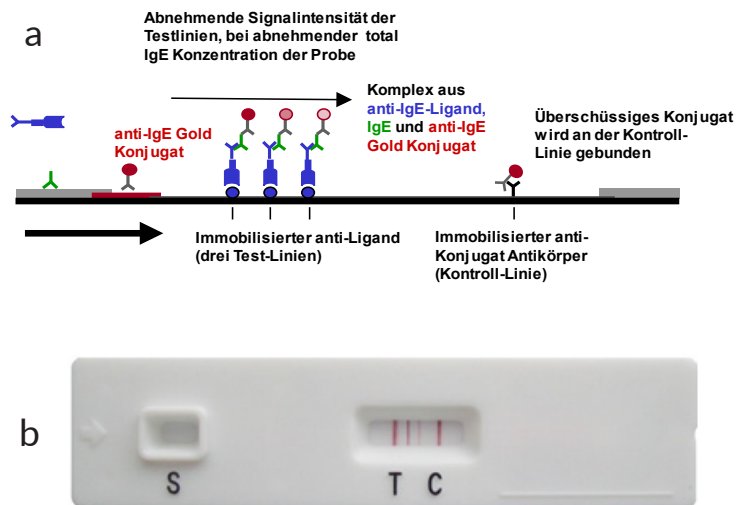 a
Abnehmende Signalintensität der
Testlinien, bei abnehmender total
IgE Konzentration der Probe
anti-IgE Gold
Konjugat
Komplex aus
anti-IgE-Ligand,
IgE und anti-IgE
Gold Konjugat
Überschüssiges Konjugat
wird an der Kontroll-
Linie gebunden
Immobilisierter anti-Ligand
(drei Test-Linien)
Immobilisierter anti-
Konjugat Antikörper
(Kontroll-Linie)
b
S
T C